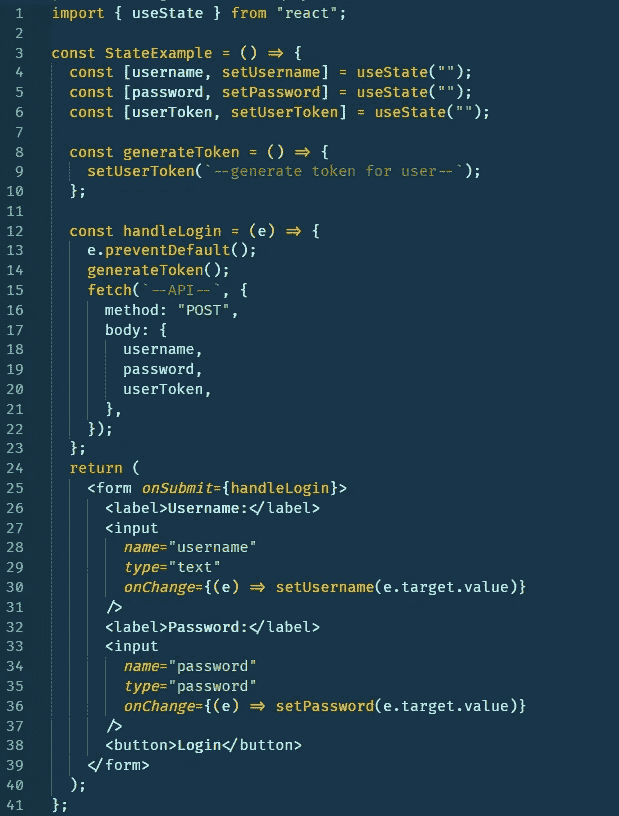 1 import { useState } from "react";
2
3 const StateExample = () => {
4   const [username, setUsername] = useState("");
5   const [password, setPassword] = useState("");
6   const [userToken, setUserToken] = useState("");
7
8   const generateToken = () => {
9     setUserToken(`--generate token for user--`);
10   };
11
12   const handleLogin = (e) => {
13     e.preventDefault();
14     generateToken();
15     fetch(`--API--`, {
16       method: "POST",
17       body: {
18         username,
19         password,
20         userToken,
21       },
22     });
23   };
24   return (
25     <form onSubmit={handleLogin}>
26       <label>Username:</label>
27       <input
28         name="username"
29         type="text"
30         onChange={(e) => setUsername(e.target.value)}
31       />
32       <label>Password:</label>
33       <input
34         name="password"
35         type="password"
36         onChange={(e) => setPassword(e.target.value)}
37       />
38       <button>Login</button>
39     </form>
40   );
41 };